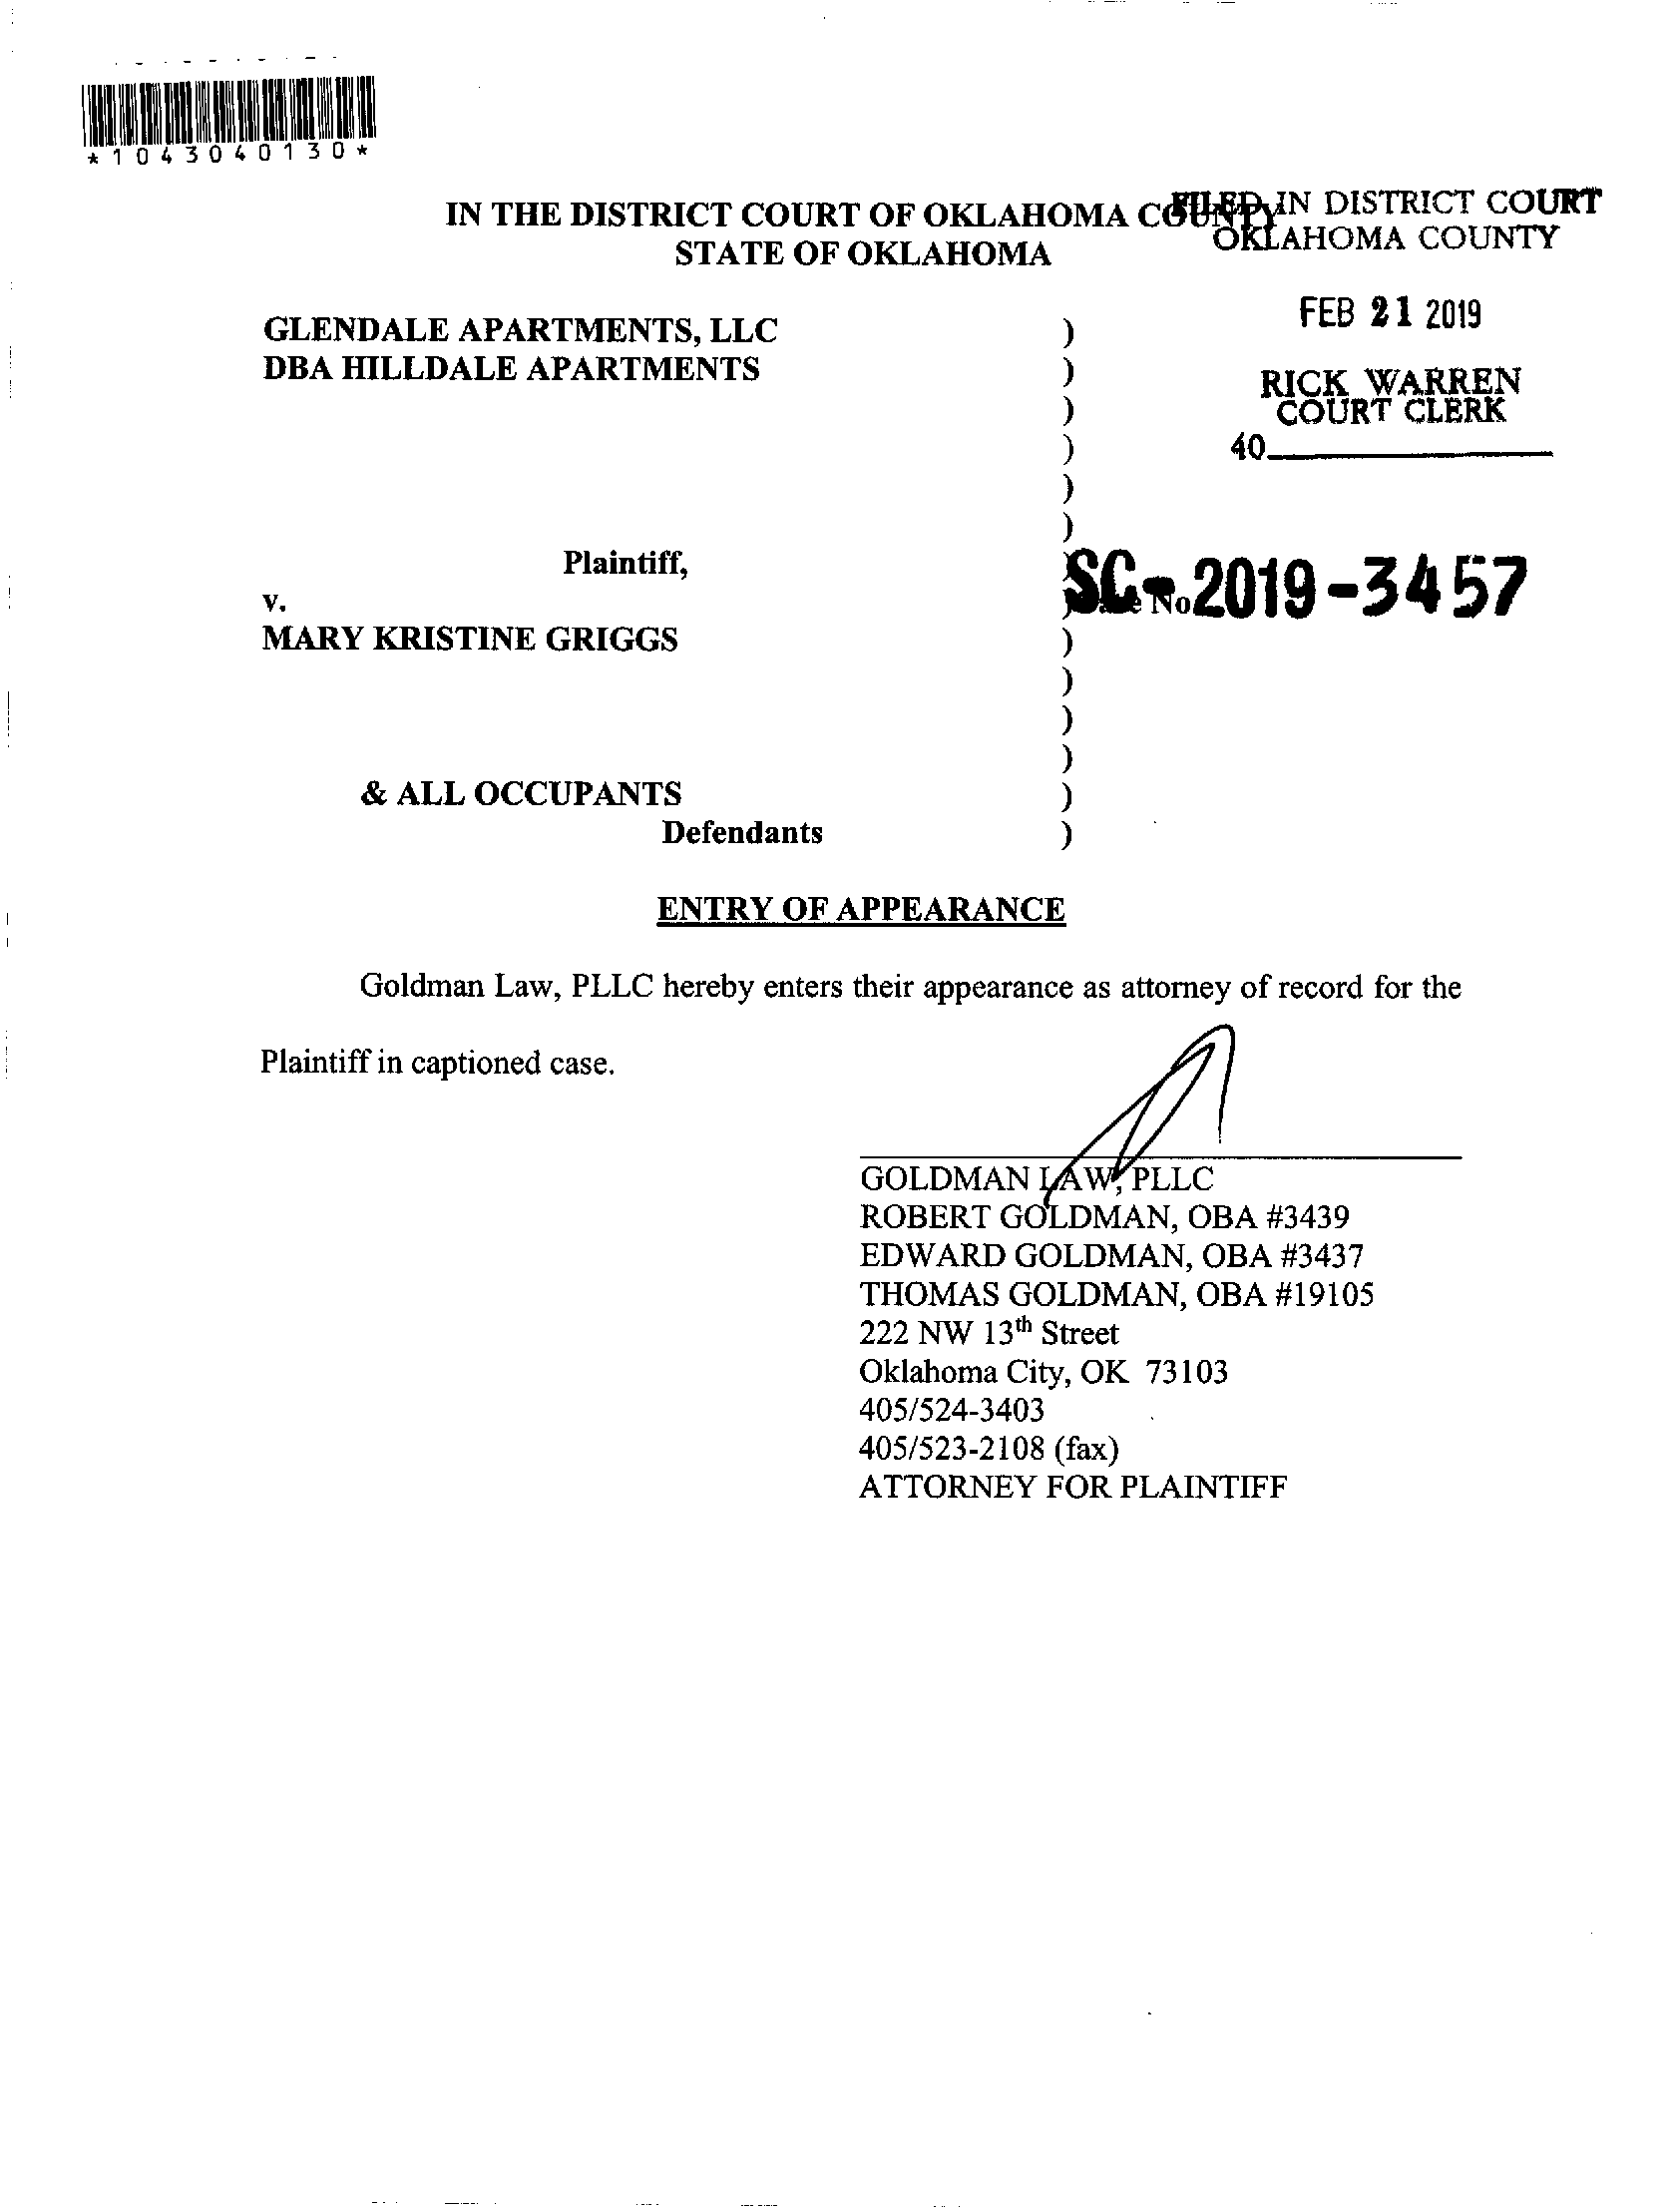 *1043040130*
IN THE DISTRICT COURT OF OKLAHOMA COUNTY
STATE OF OKLAHOMA
FILED IN DISTRICT COURT
OKLAHOMA COUNTY
FEB 21 2019
RICK WARREN
COURT CLERK
40
GLENDALE APARTMENTS, LLC )
DBA HILLDALE APARTMENTS )
)
)
)
)
Plaintiff,
SC-2019-3457
No
v.
MARY KRISTINE GRIGGS )
)
)
)
& ALL OCCUPANTS )
Defendants )
ENTRY OF APPEARANCE
Goldman Law, PLLC hereby enters their appearance as attorney of record for the
Plaintiff in captioned case.
GOLDMAN LAW, PLLC
ROBERT GOLDMAN, OBA #3439
EDWARD GOLDMAN, OBA #3437
THOMAS GOLDMAN, OBA #19105
222 NW 13th Street
Oklahoma City, OK 73103
405/524-3403
405/523-2108 (fax)
ATTORNEY FOR PLAINTIFF